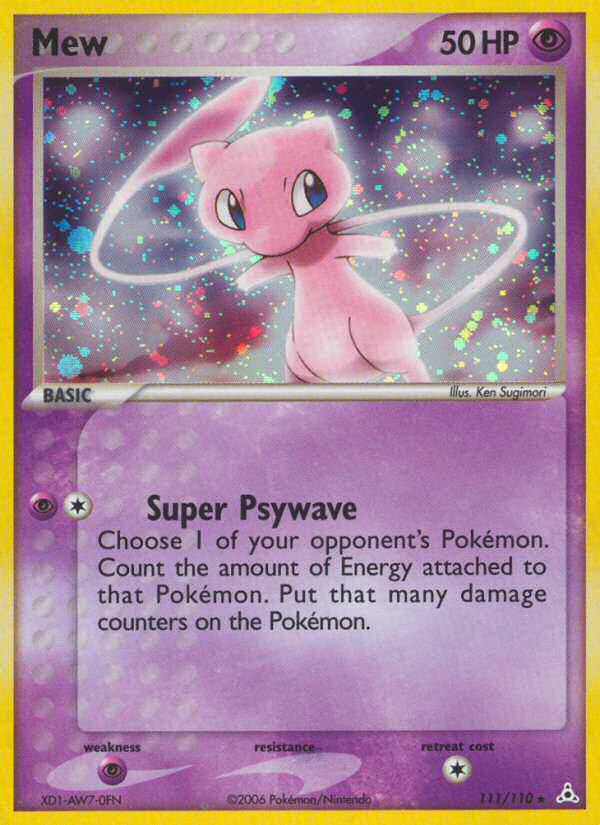 Mew
50 HP
BASIC
Illus. Ken Sugimori
Super Psywave
Choose 1 of your opponent's Pokémon.
Count the amount of Energy attached to
that Pokémon. Put that many damage
counters on the Pokémon.
weakness
resistance
retreat cost
XD1-AW7-0FN
©2006 Pokémon/Nintendo
111/110 ★